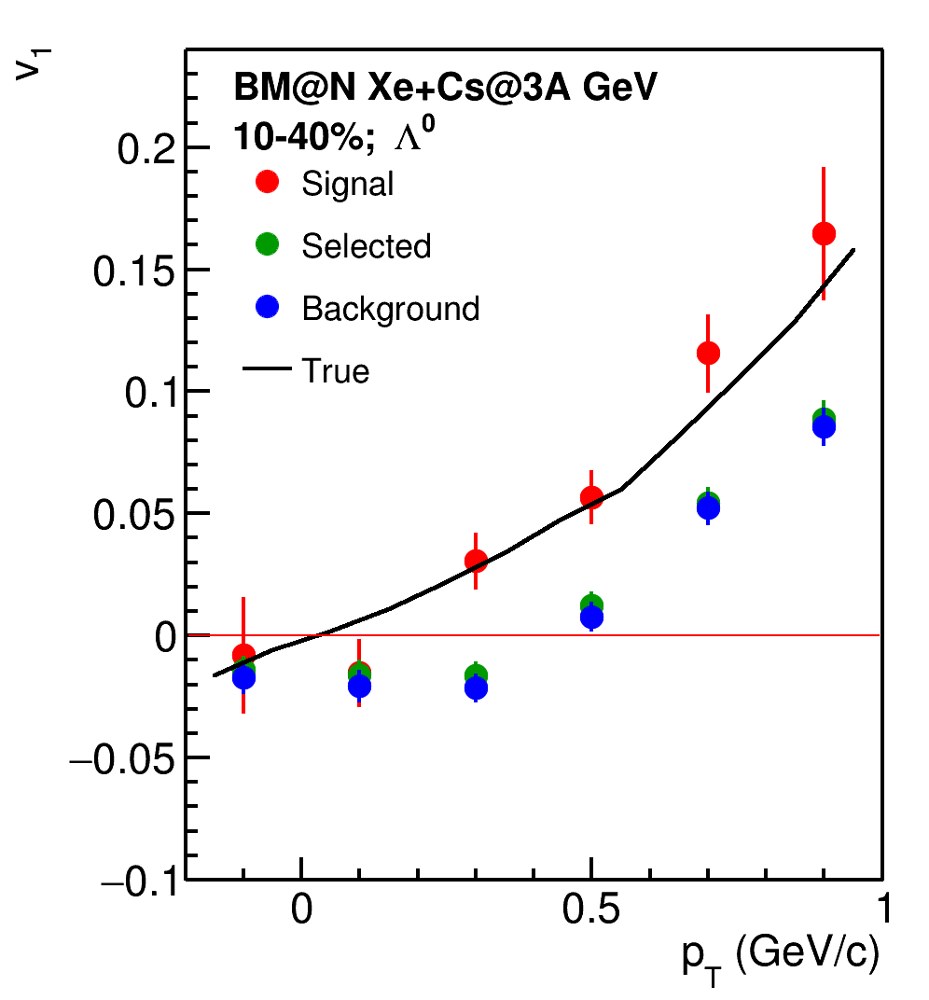 v1
BM@N Xe+Cs@3A GeV
10-40%; Λ0
Signal
Selected
Background
True
0.2
0.15
0.1
0.05
0
−0.05
−0.1
0 0.5 1
pT (GeV/c)